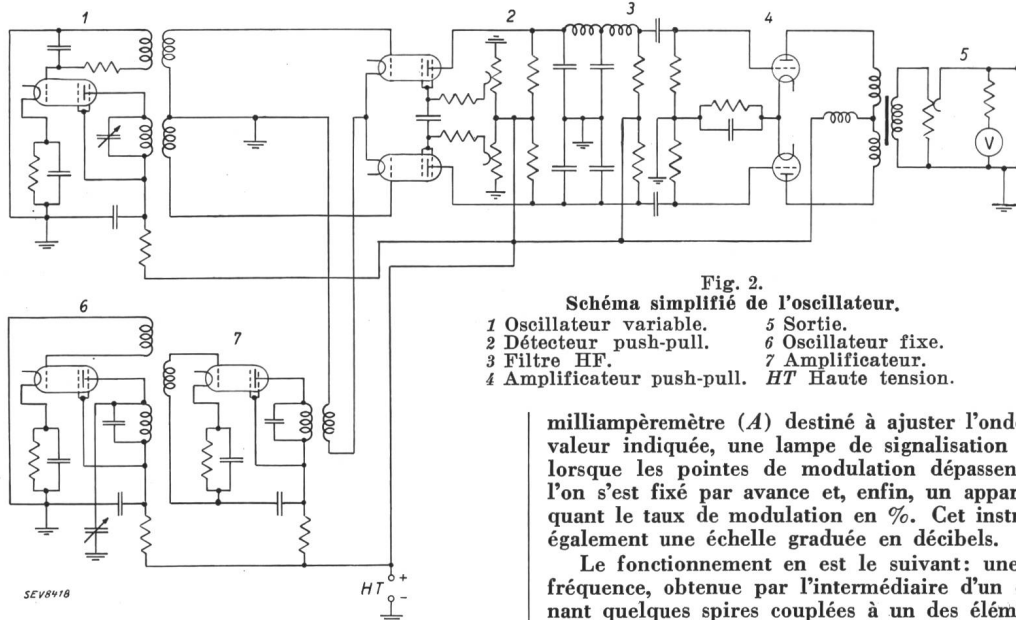 1
2
3
4
5
V
6
7
HT + -
SEV8418
Fig. 2.
Schéma simplifié de l'oscillateur.
1 Oscillateur variable. 5 Sortie.
2 Détecteur push-pull. 6 Oscillateur fixe.
3 Filtre HF. 7 Amplificateur.
4 Amplificateur push-pull. HT Haute tension.
milliampèremètre (A) destiné à ajuster l'ond
valeur indiquée, une lampe de signalisation
lorsque les pointes de modulation dépassen
l'on s'est fixé par avance et, enfin, un appar
quant le taux de modulation en %. Cet instr
également une échelle graduée en décibels.
Le fonctionnement en est le suivant: une
fréquence, obtenue par l'intermédiaire d'un
nant quelques spires couplées à un des élém